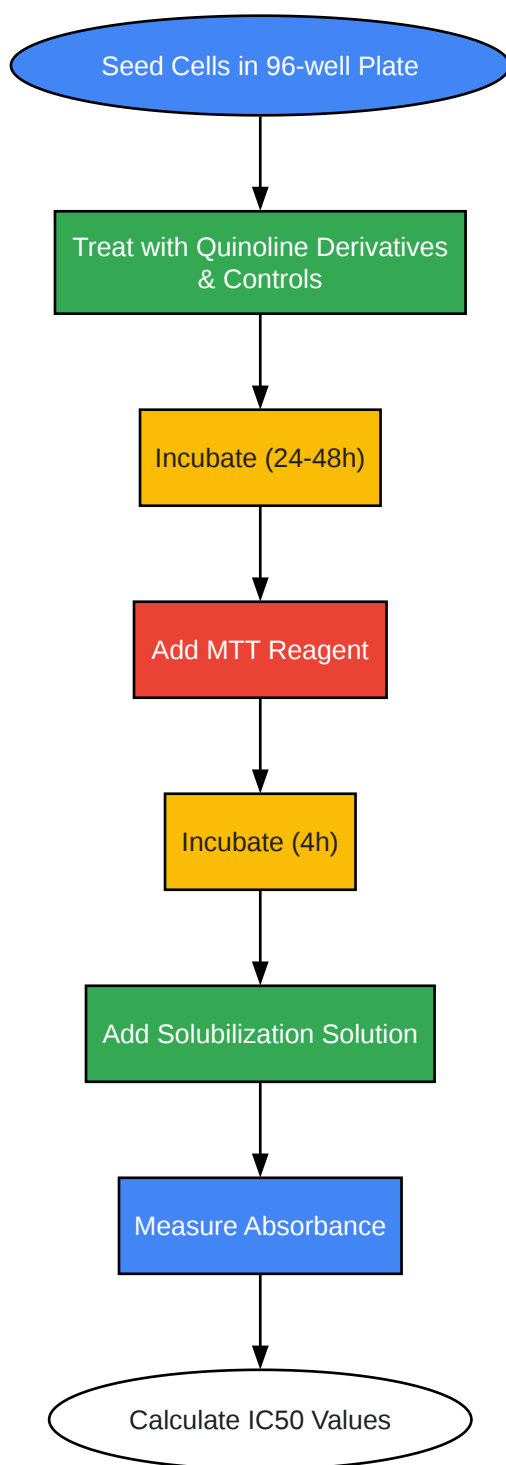 Seed Cells in 96-well Plate
Treat with Quinoline Derivatives
& Controls
Incubate (24-48h)
Add MTT Reagent
Incubate (4h)
Add Solubilization Solution
Measure Absorbance
Calculate IC50 Values